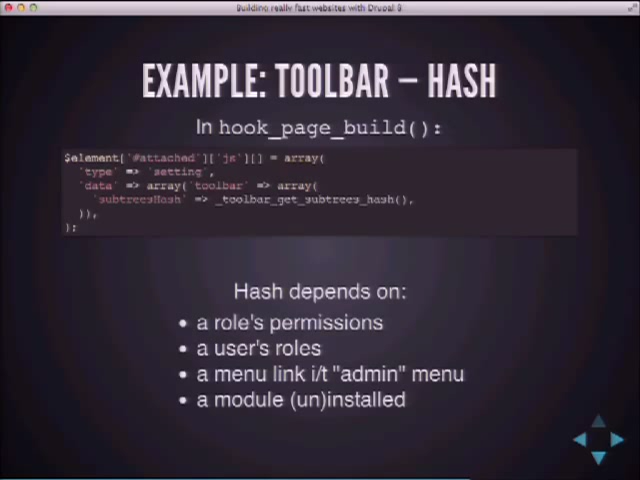 Building really fast websites with Drupal 8
EXAMPLE: TOOLBAR – HASH
In hook_page_build():
$element['#attached']['js'][] = array(
'type' => 'setting',
'data' => array('toolbar' => array(
'subtreesHash' => _toolbar_get_subtrees_hash(),
)),
);
Hash depends on:
• a role's permissions
• a user's roles
• a menu link i/t "admin" menu
• a module (un)installed